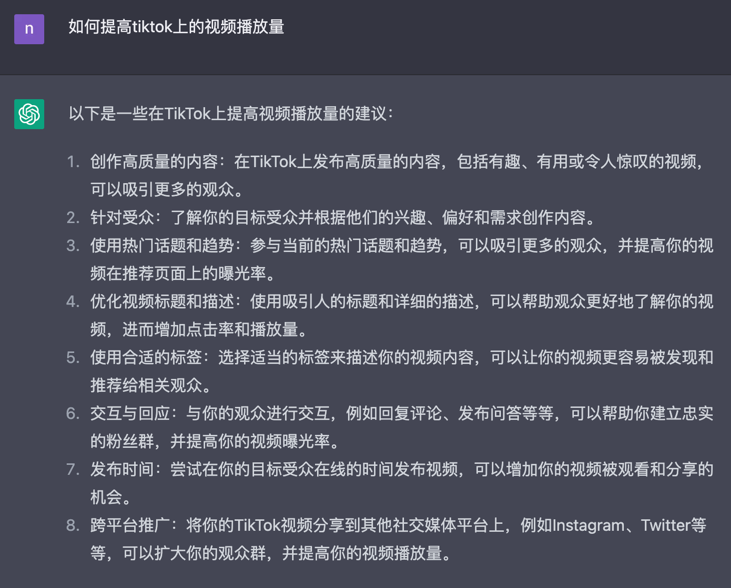 n
如何提高tiktok上的视频播放量
以下是一些在TikTok上提高视频播放量的建议：
1. 创作高质量的内容：在TikTok上发布高质量的内容，包括有趣、有用或令人惊叹的视频，
可以吸引更多的观众。
2. 针对受众：了解你的目标受众并根据他们的兴趣、偏好和需求创作内容。
3. 使用热门话题和趋势：参与当前的热门话题和趋势，可以吸引更多的观众，并提高你的视
频在推荐页面上的曝光率。
4. 优化视频标题和描述：使用吸引人的标题和详细的描述，可以帮助观众更好地了解你的视
频，进而增加点击率和播放量。
5. 使用合适的标签：选择适当的标签来描述你的视频内容，可以让你的视频更容易被发现和
推荐给相关观众。
6. 交互与回应：与你的观众进行交互，例如回复评论、发布问答等等，可以帮助你建立忠实
的粉丝群，并提高你的视频曝光率。
7. 发布时间：尝试在你的目标受众在线的时间发布视频，可以增加你的视频被观看和分享的
机会。
8. 跨平台推广：将你的TikTok视频分享到其他社交媒体平台上，例如Instagram、Twitter等
等，可以扩大你的观众群，并提高你的视频播放量。